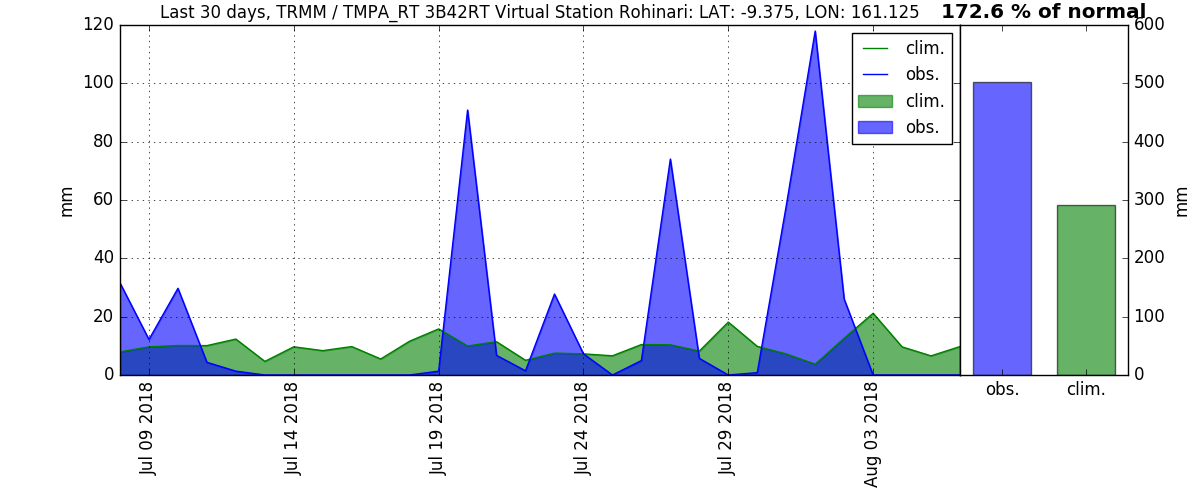 Last 30 days, TRMM / TMPA_RT 3B42RT Virtual Station Rohinari: LAT: -9.375, LON: 161.125
172.6 % of normal
120
100
80
60
40
20
0
mm
clim.
obs.
clim.
obs.
600
500
400
300
200
100
0
mm
obs.
clim.
Jul 09 2018
Jul 14 2018
Jul 19 2018
Jul 24 2018
Jul 29 2018
Aug 03 2018